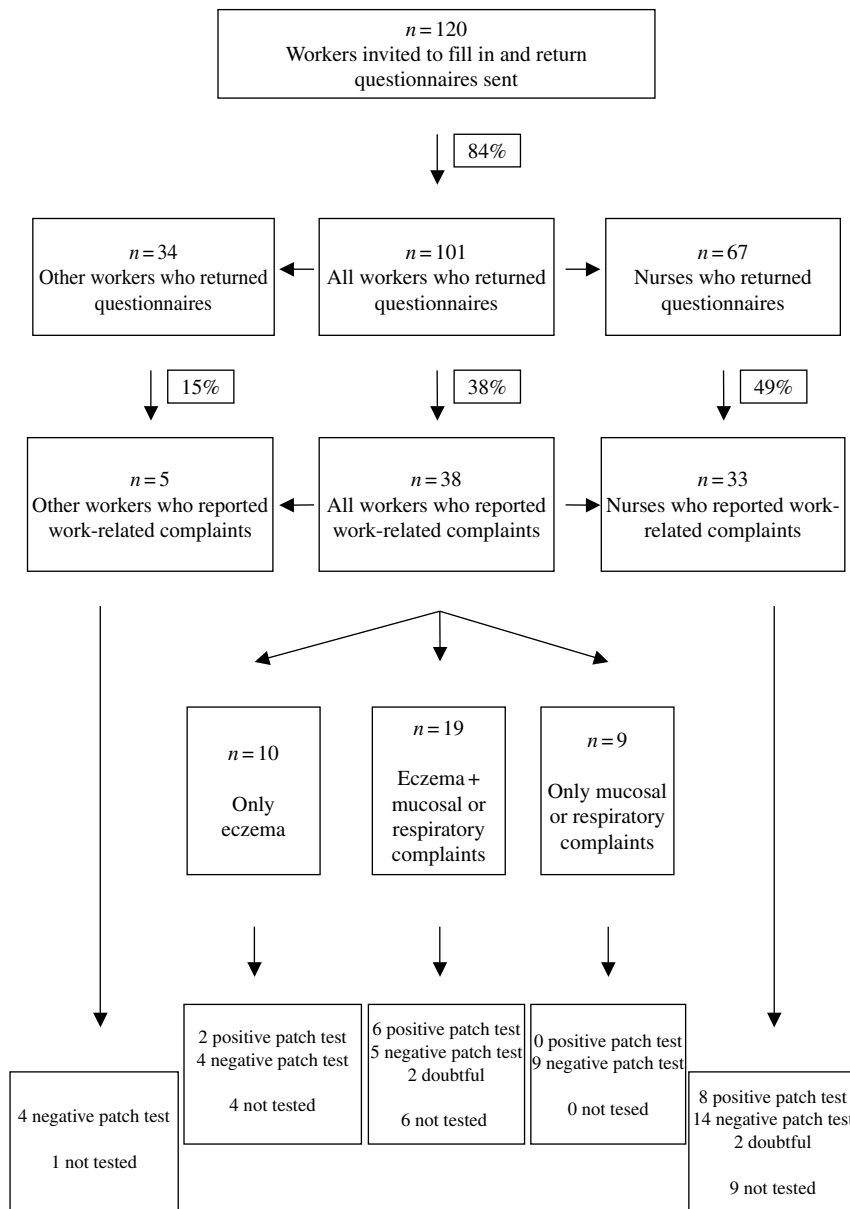 n = 120
Workers invited to fill in and return
questionnaires sent
84%
n = 34
Other workers who returned
questionnaires
n = 101
All workers who returned
questionnaires
n = 67
Nurses who returned
questionnaires
15%
38%
49%
n = 5
Other workers who reported
work-related complaints
n = 38
All workers who reported
work-related complaints
n = 33
Nurses who reported work-
related complaints
n = 10
Only
eczema
n = 19
Eczema +
mucosal or
respiratory
complaints
n = 9
Only mucosal
or respiratory
complaints
2 positive patch test
4 negative patch test
4 not tested
6 positive patch test
5 negative patch test
2 doubtful
6 not tested
0 positive patch test
9 negative patch test
0 not tesed
4 negative patch test
1 not tested
8 positive patch test
14 negative patch test
2 doubtful
9 not tested